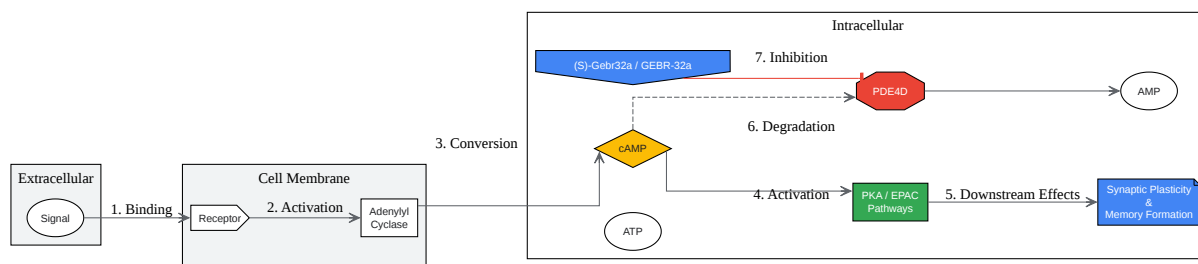 Intracellular
(S)-Gebr32a / GEBR-32a
7. Inhibition
PDE4D
AMP
6. Degradation
3. Conversion
cAMP
Extracellular
Cell Membrane
Signal
1. Binding
Receptor
2. Activation
Adenylyl
Cyclase
4. Activation
PKA / EPAC
Pathways
5. Downstream Effects
Synaptic Plasticity
&
Memory Formation
ATP